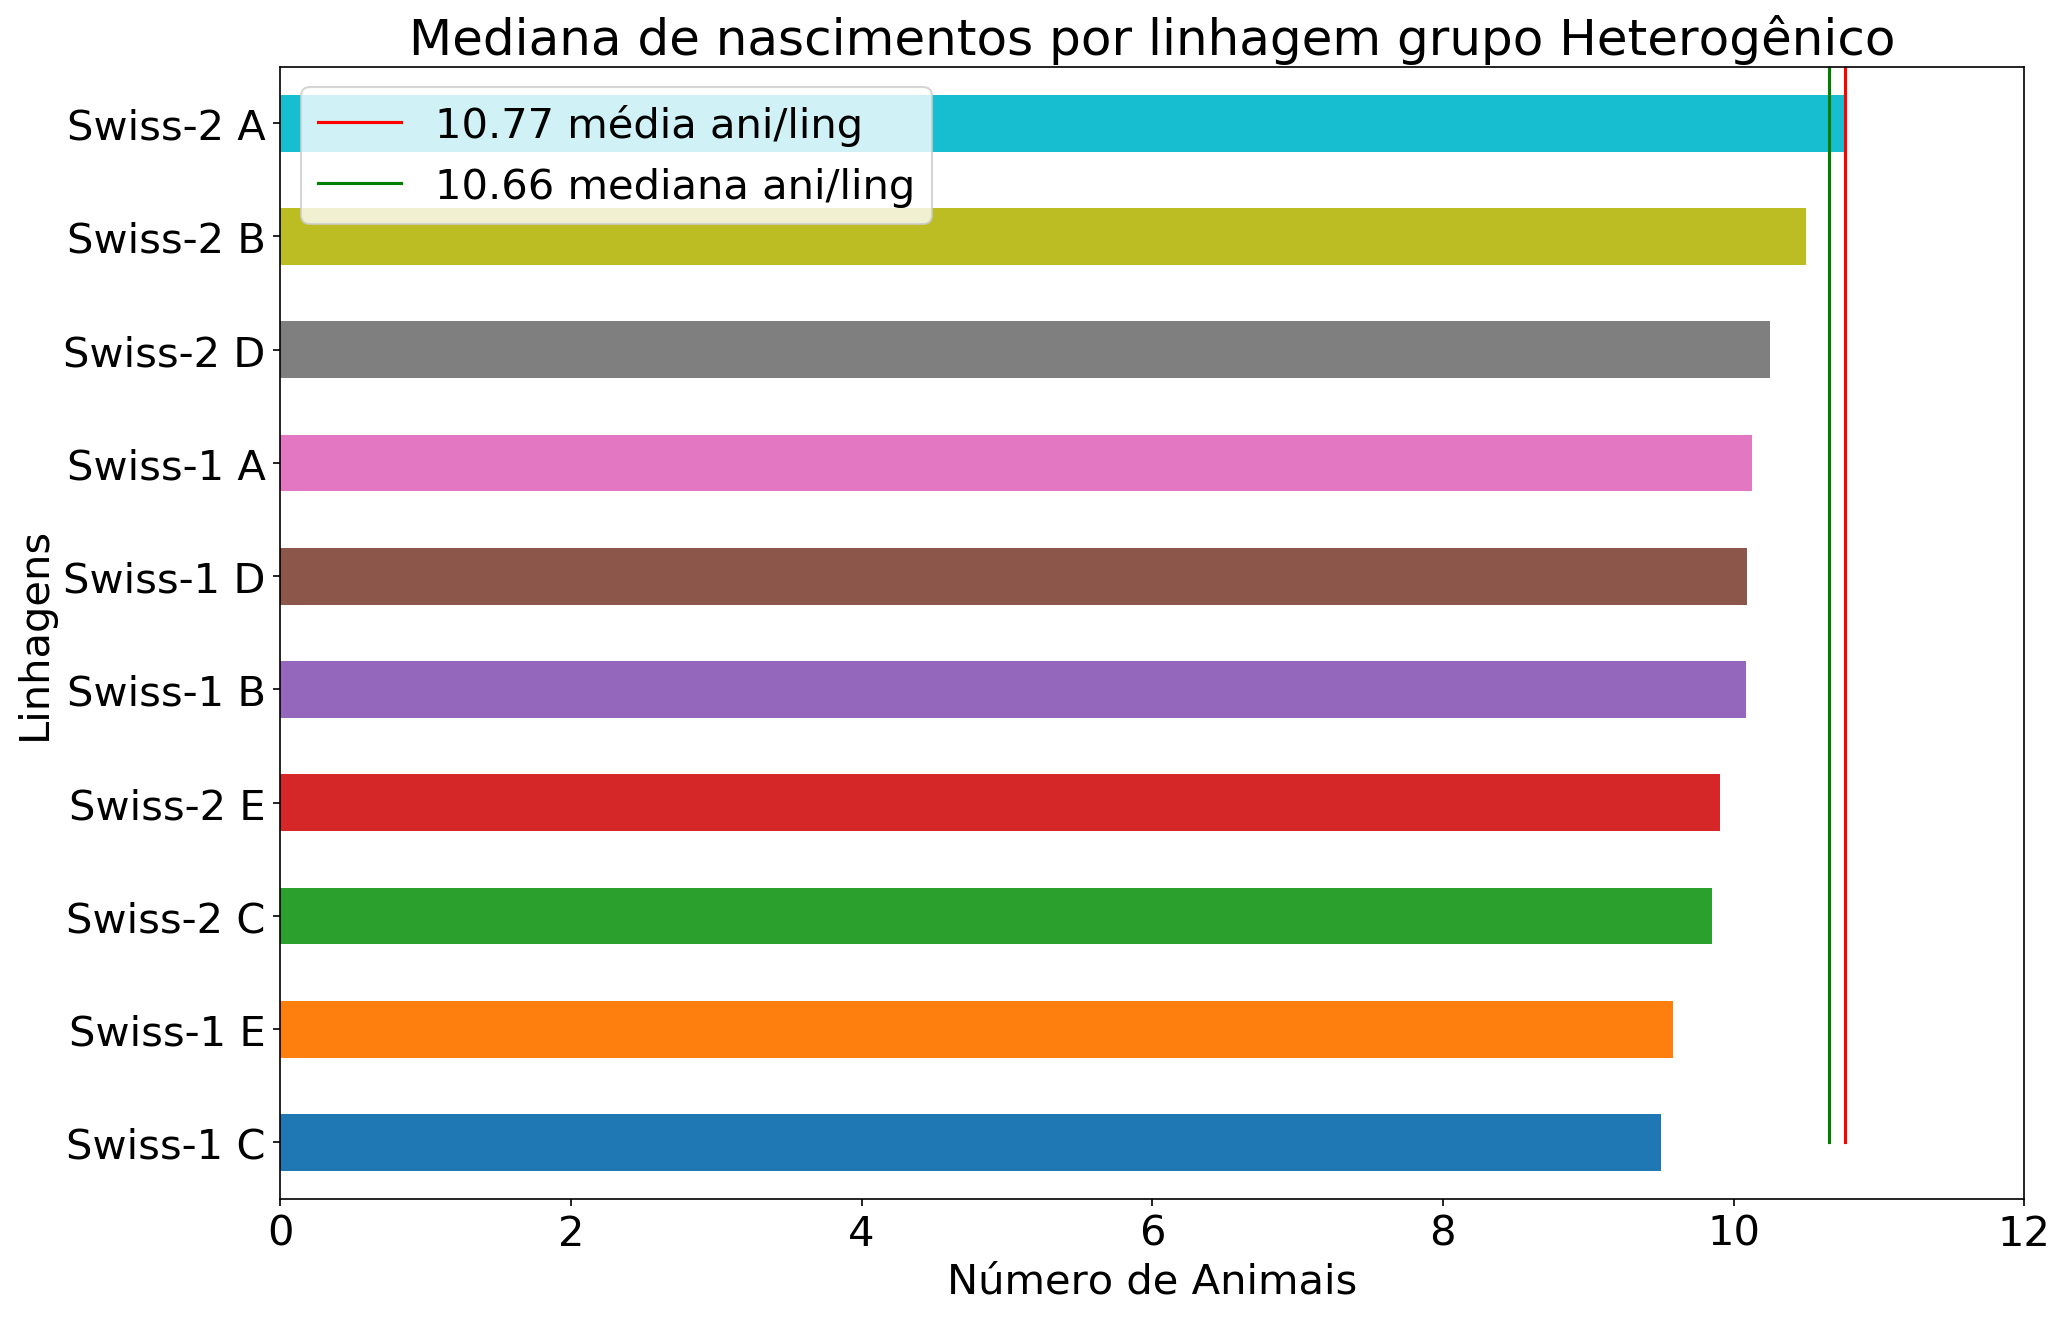 Mediana de nascimentos por linhagem grupo Heterogênico
10.77 média ani/ling
10.66 mediana ani/ling
Linhagens
Swiss-2 A
Swiss-2 B
Swiss-2 D
Swiss-1 A
Swiss-1 D
Swiss-1 B
Swiss-2 E
Swiss-2 C
Swiss-1 E
Swiss-1 C
0 2 4 6 8 10 12
Número de Animais